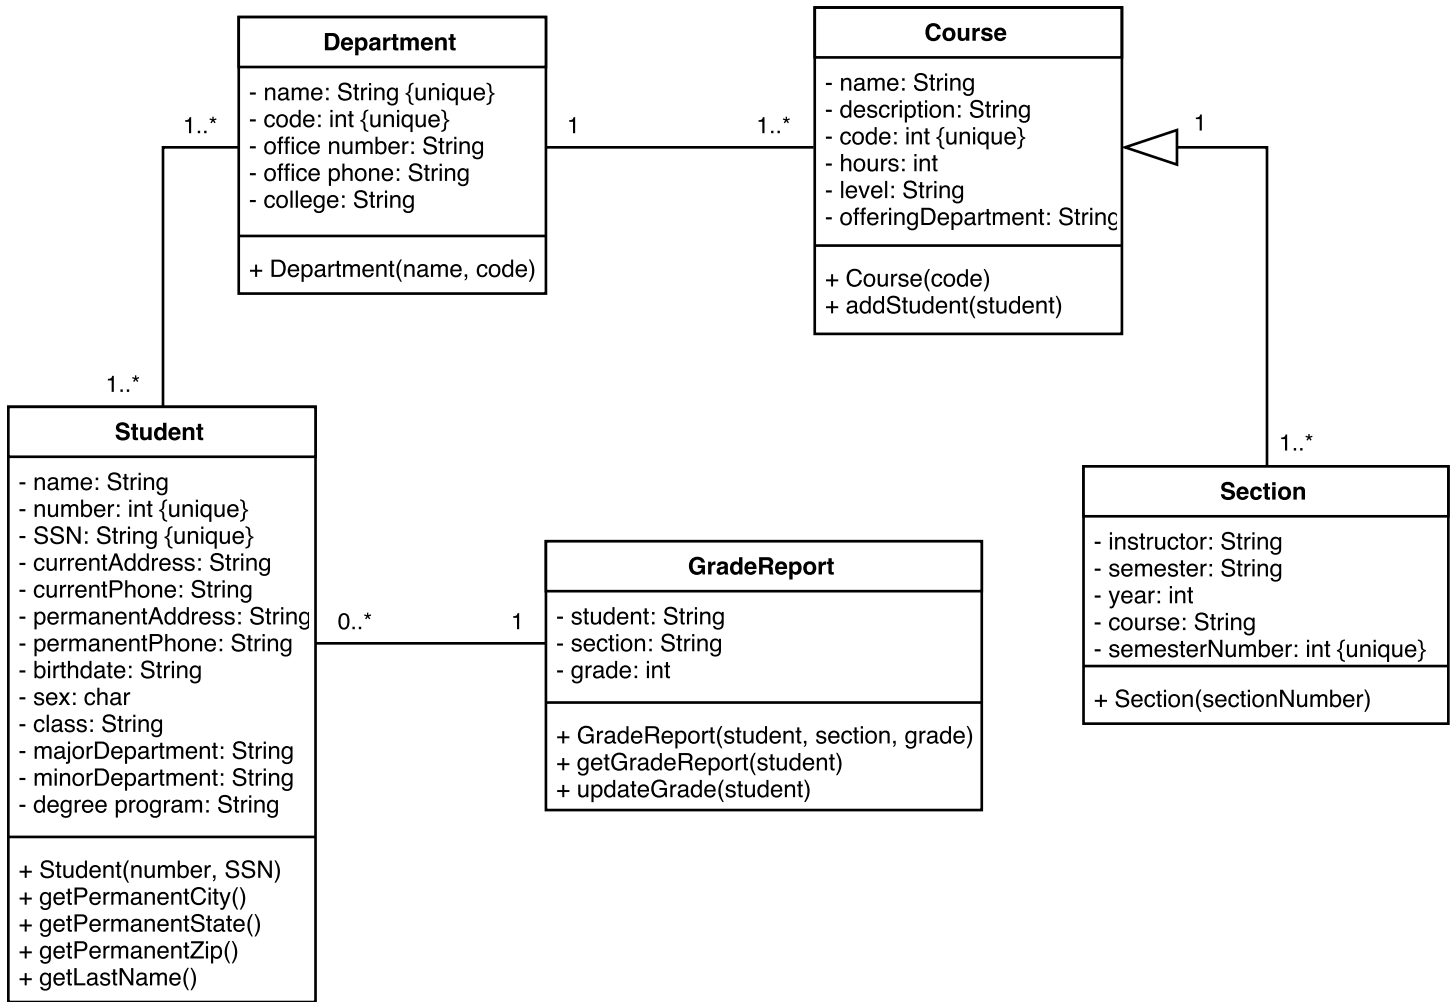 Department
- name: String {unique}
- code: int {unique}
- office number: String
- office phone: String
- college: String
+ Department(name, code)
1..*
1
1..*
Course
- name: String
- description: String
- code: int {unique}
- hours: int
- level: String
- offeringDepartment: String
+ Course(code)
+ addStudent(student)
1
1..*
1..*
Student
- name: String
- number: int {unique}
- SSN: String {unique}
- currentAddress: String
- currentPhone: String
- permanentAddress: String
- permanentPhone: String
- birthdate: String
- sex: char
- class: String
- majorDepartment: String
- minorDepartment: String
- degree program: String
+ Student(number, SSN)
+ getPermanentCity()
+ getPermanentState()
+ getPermanentZip()
+ getLastName()
0..*
1
GradeReport
- student: String
- section: String
- grade: int
+ GradeReport(student, section, grade)
+ getGradeReport(student)
+ updateGrade(student)
Section
- instructor: String
- semester: String
- year: int
- course: String
- semesterNumber: int {unique}
+ Section(sectionNumber)